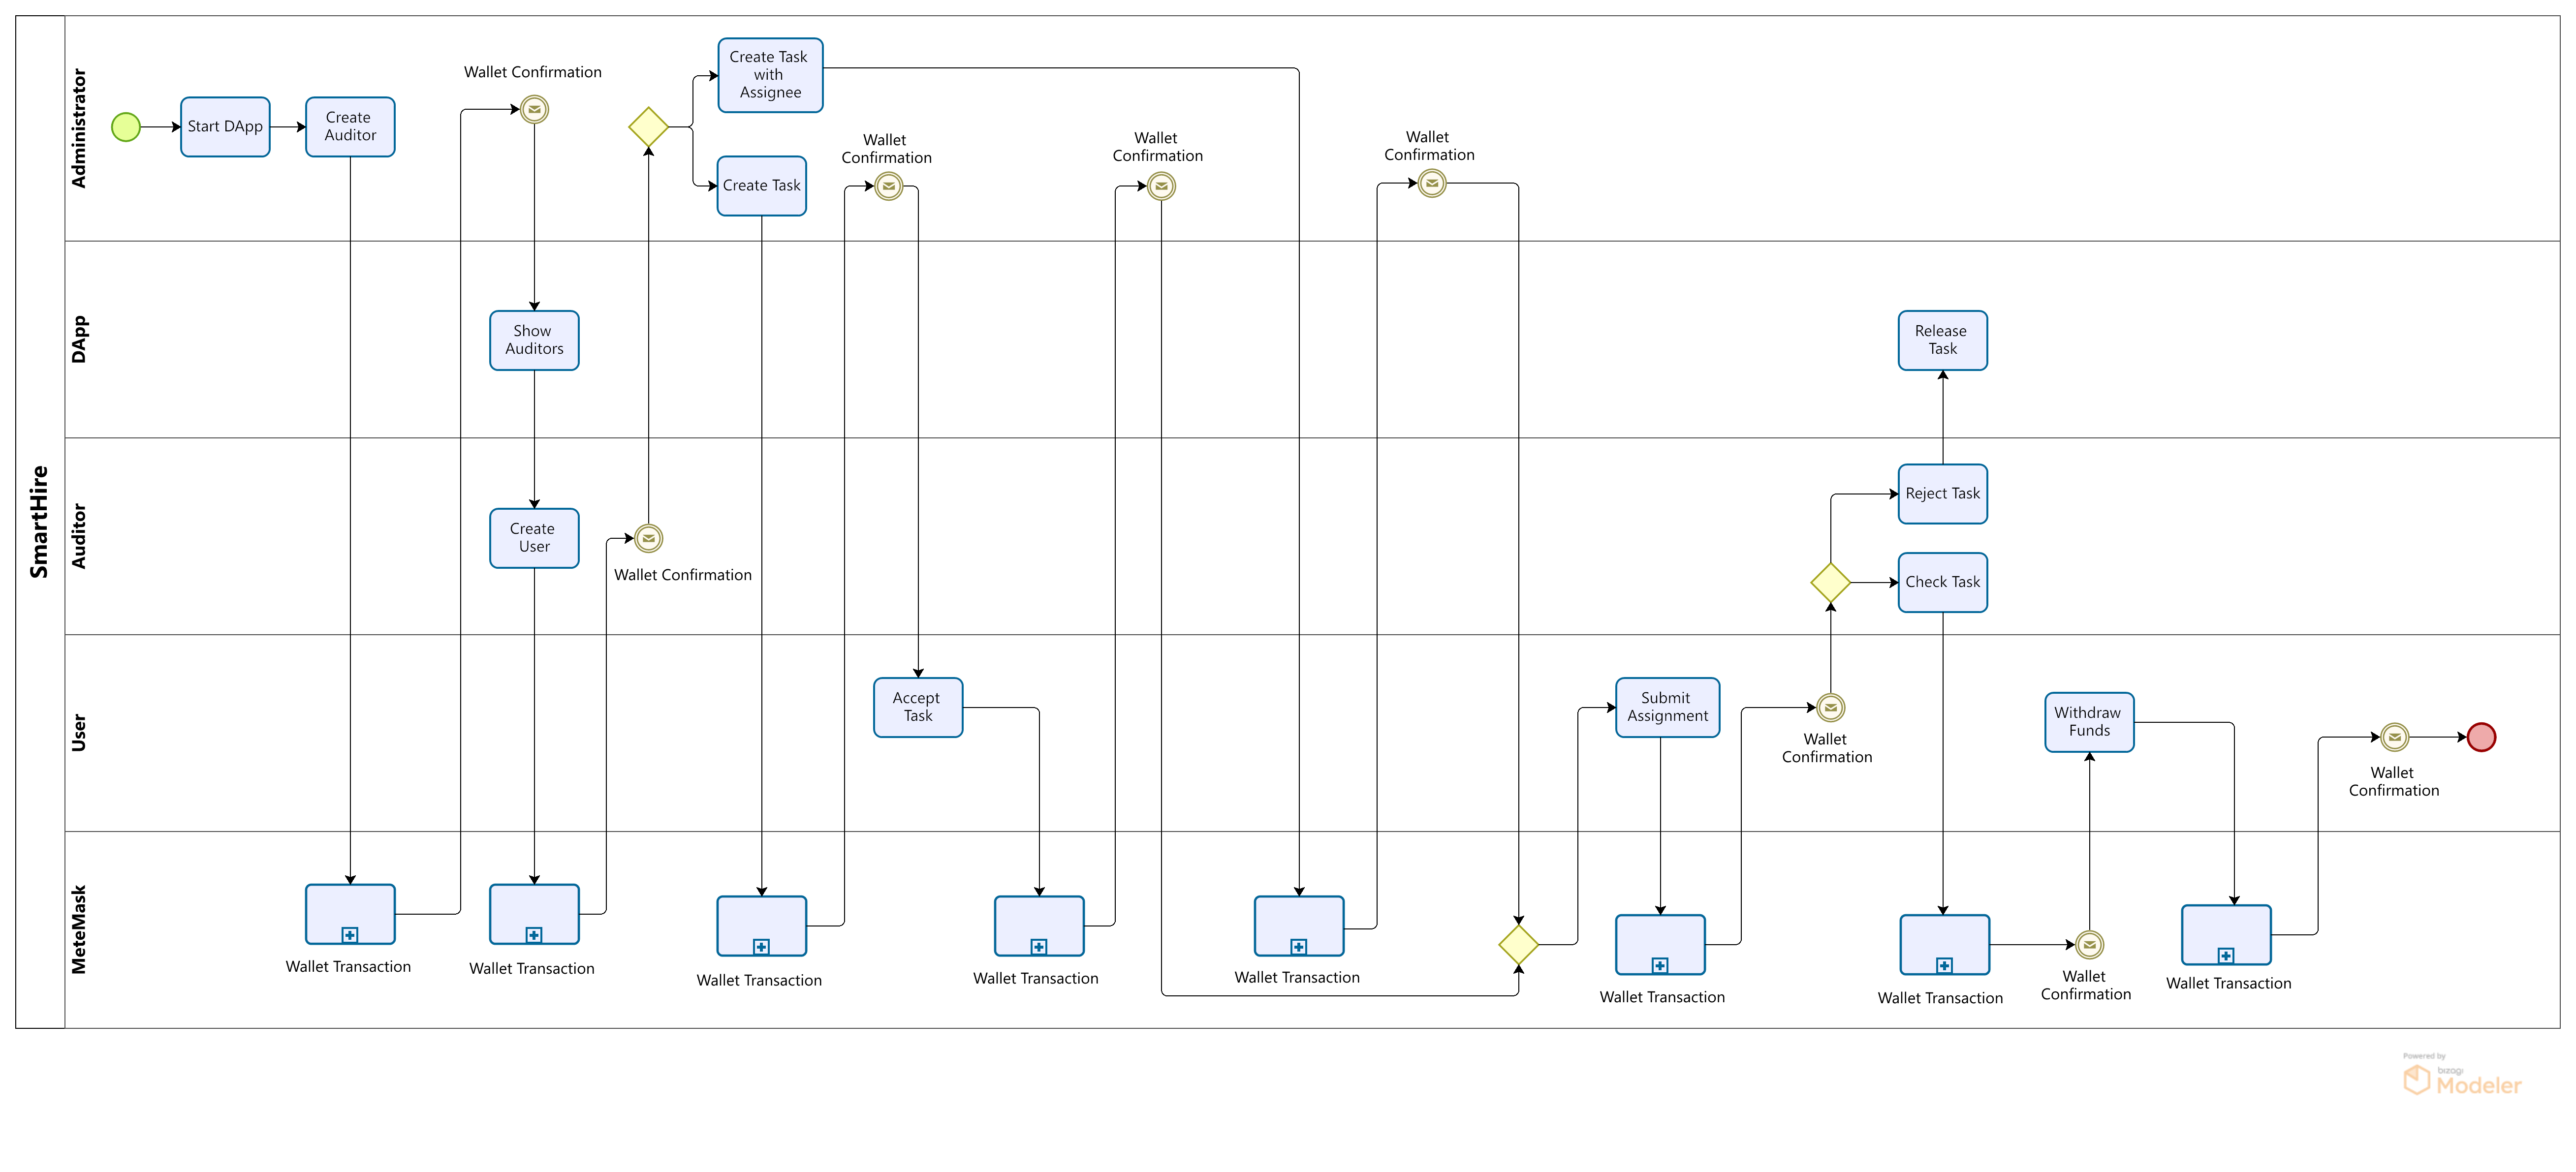 SmartHire
Administrator
Start DApp
Create
Auditor
Wallet Confirmation
Create Task
with
Assignee
Create Task
Wallet
Confirmation
Wallet
Confirmation
Wallet
Confirmation
DApp
Show
Auditors
Release
Task
Auditor
Create
User
Wallet Confirmation
Reject Task
Check Task
User
Accept
Task
Submit
Assignment
Wallet
Confirmation
Withdraw
Funds
Wallet
Confirmation
MeteMask
Wallet Transaction
Wallet Transaction
Wallet Transaction
Wallet Transaction
Wallet Transaction
Wallet Transaction
Wallet Transaction
Wallet
Confirmation
Wallet Transaction
Powered by
bizagi
Modeler